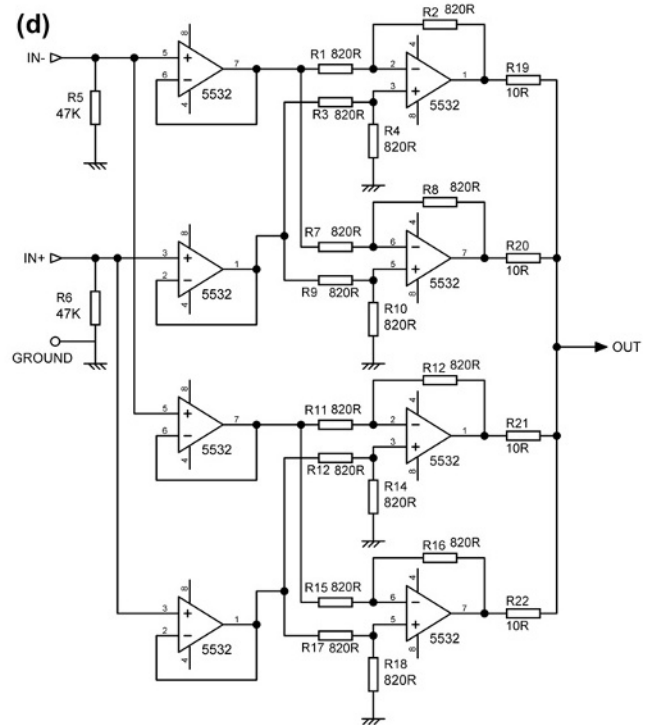 (d)
IN-
R5
47K
8
5
+
6
−
4
7
5532
R1 820R
R2 820R
R3 820R
R4
820R
4
2
−
3
+
8
1
5532
R19
10R
IN+
R6
47K
GROUND
8
3
+
2
−
4
1
5532
R7
820R
R8 820R
R9
820R
R10
820R
4
6
−
5
+
8
7
5532
R20
10R
OUT
8
5
+
6
−
4
7
5532
R11 820R
R12 820R
R12 820R
R14
820R
4
2
−
3
+
8
1
5532
R21
10R
8
3
+
2
−
4
1
5532
R15
820R
R16 820R
R17
820R
R18
820R
4
6
−
5
+
8
7
5532
R22
10R